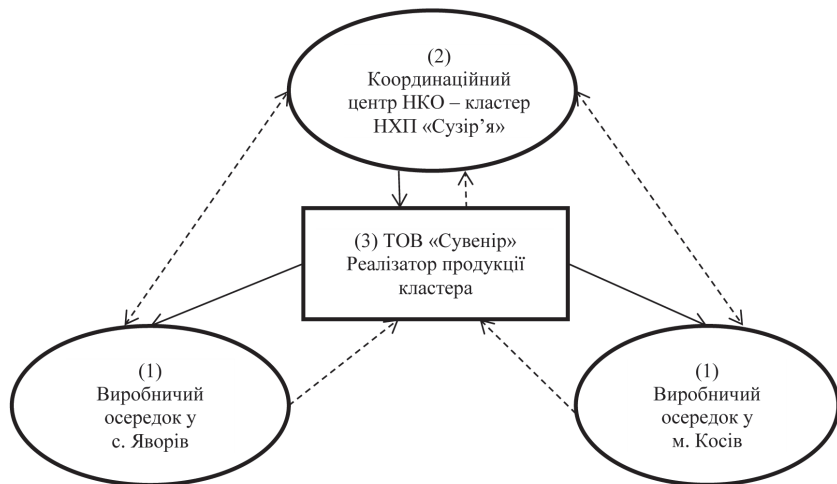 (2)
Координаційний
центр НКО – кластер
НХП «Сузір’я»
(3) ТОВ «Сувенір»
Реалізатор продукції
кластера
(1)
Виробничий
осередок у
с. Яворів
(1)
Виробничий
осередок у
м. Косів